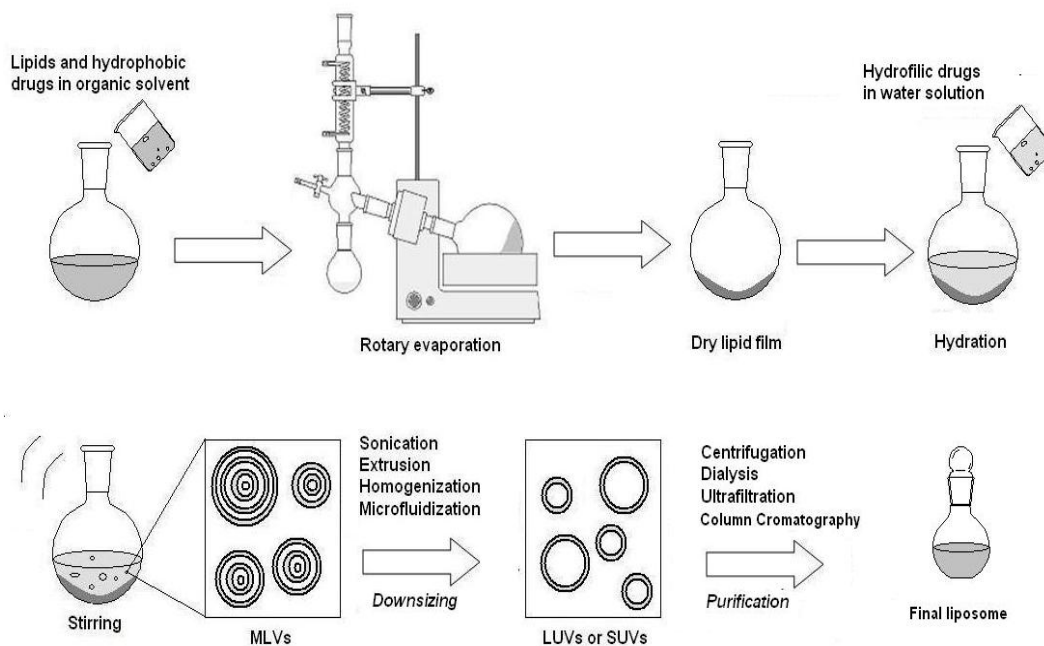 Lipids and hydrophobic
drugs in organic solvent
Hydrofilic drugs
in water solution
Rotary evaporation
Dry lipid film
Hydration
Sonication
Extrusion
Homogenization
Microfluidization
Centrifugation
Dialysis
Ultrafiltration
Column Cromatography
Downsizing
Purification
Stirring
MLVs
LUVs or SUVs
Final liposome